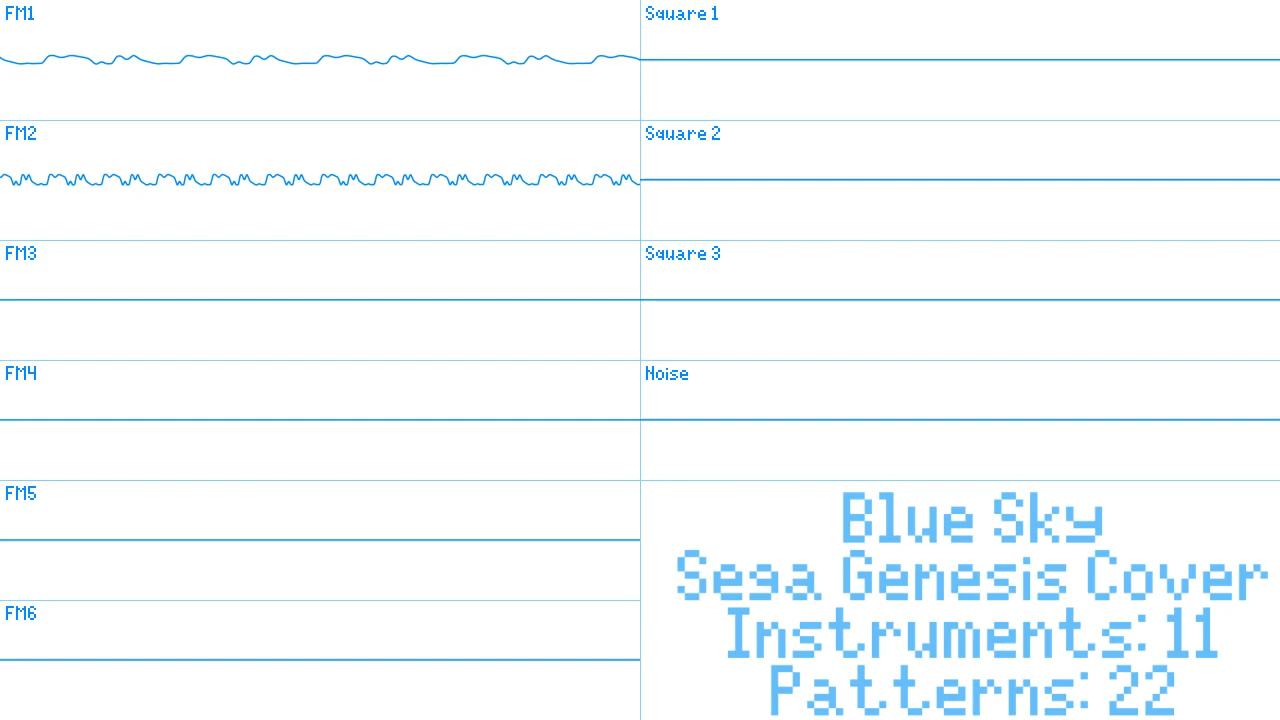 FM1
FM2
FM3
FM4
FM5
FM6
Square 1
Square 2
Square 3
Noise
Blue Sky
Sega Genesis Cover
Instruments: 11
Patterns: 22